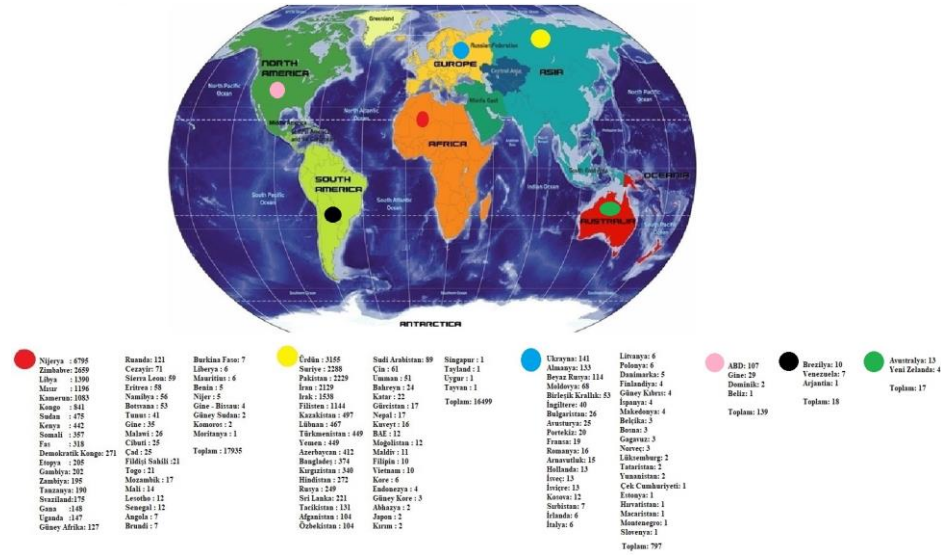 Greenland
Russian Federation
NORTH AMERICA
EUROPE
Central Asia
ASIA
North Pacific Ocean
North Atlantic Ocean
Middle East
North Pacific Ocean
AFRICA
South East Asia
OCEANIA
SOUTH AMERICA
Indian Ocean
South Pacific Ocean
South Atlantic Ocean
AUSTRALIA
South Pacific Ocean
Southern Ocean
Southern Ocean
ANTARCTICA
Nijerya : 6795
Zimbabve: 2659
Libya : 1390
Mısır : 1196
Kamerun: 1083
Kongo : 841
Sudan : 475
Kenya : 442
Somali : 357
Fas : 318
Demokratik Kongo: 271
Etopya : 205
Gambiya: 202
Zambiya: 195
Tanzanya: 190
Svaziland:175
Gana :148
Uganda :147
Güney Afrika: 127
Ruanda: 121
Cezayir: 71
Sierra Leon: 59
Eritrea : 58
Namibya: 56
Botsvana : 53
Tunus : 41
Gine : 35
Malawi : 26
Cibuti : 25
Çad : 25
Fildişi Sahili :21
Togo : 21
Mozambik : 17
Mali : 14
Lesotho : 12
Senegal : 12
Angola : 7
Brundi : 7
Burkina Faso: 7
Liberya : 6
Mauritius : 6
Benin : 5
Nijer : 5
Gine - Bissau : 4
Güney Sudan: 2
Komoros : 2
Moritanya : 1
Toplam : 17935
Ürdün : 3155
Suriye : 2288
Pakistan : 2229
İran : 2129
Irak : 1538
Filisten : 1144
Kazakistan : 497
Lübnan : 467
Türkmenistan : 449
Yemen : 449
Azerbaycan : 412
Bangladeş : 374
Kırgızistan : 340
Hindistan : 272
Rusya : 249
Sri Lanka : 221
Tacikistan : 131
Afganistan : 104
Özbekistan : 104
Sudi Arabistan: 89
Çin : 61
Umman : 51
Bahreyn : 24
Katar : 22
Gürcistan : 17
Nepal : 17
Kuveyt : 16
BAE : 12
Moğolistan : 12
Maldiv : 11
Filipin : 10
Vietnam : 10
Kore : 6
Endonezya : 4
Güney Kore : 3
Abhazya : 2
Japon : 2
Kırım : 2
Singapur : 1
Tayland : 1
Uygur : 1
Tayvan : 1
Toplam: 16499
Ukrayna: 141
Almanya: 133
Beyaz Rusya: 114
Moldovya: 68
Birleşik Krallık: 53
İngiltere: 40
Bulgaristan: 26
Avusturya: 25
Portekiz: 20
Fransa: 19
Romanya: 16
Arnavutluk: 15
Hollanda: 13
İsveç: 13
İsviçre: 13
Kosova: 12
Sırbistan: 7
İrlanda: 6
İtalya: 6
Litvanya: 6
Polonya: 6
Danimarka: 5
Finlandiya: 4
Güney Kıbrıs: 4
İspanya: 4
Makedonya: 4
Belçika: 3
Bosna: 3
Gagavuz: 3
Norveç: 3
Lüksemburg: 2
Tataristan: 2
Yunanistan: 2
Çek Cumhuriyeti: 1
Estonya: 1
Hırvatistan: 1
Macaristan: 1
Montenegro: 1
Slovenya: 1
Toplam: 797
ABD: 107
Gine: 29
Dominik: 2
Beliz: 1
Toplam: 139
Brezilya: 10
Venezuela: 7
Arjantin: 1
Toplam: 18
Avustralya: 13
Yeni Zelanda: 4
Toplam: 17